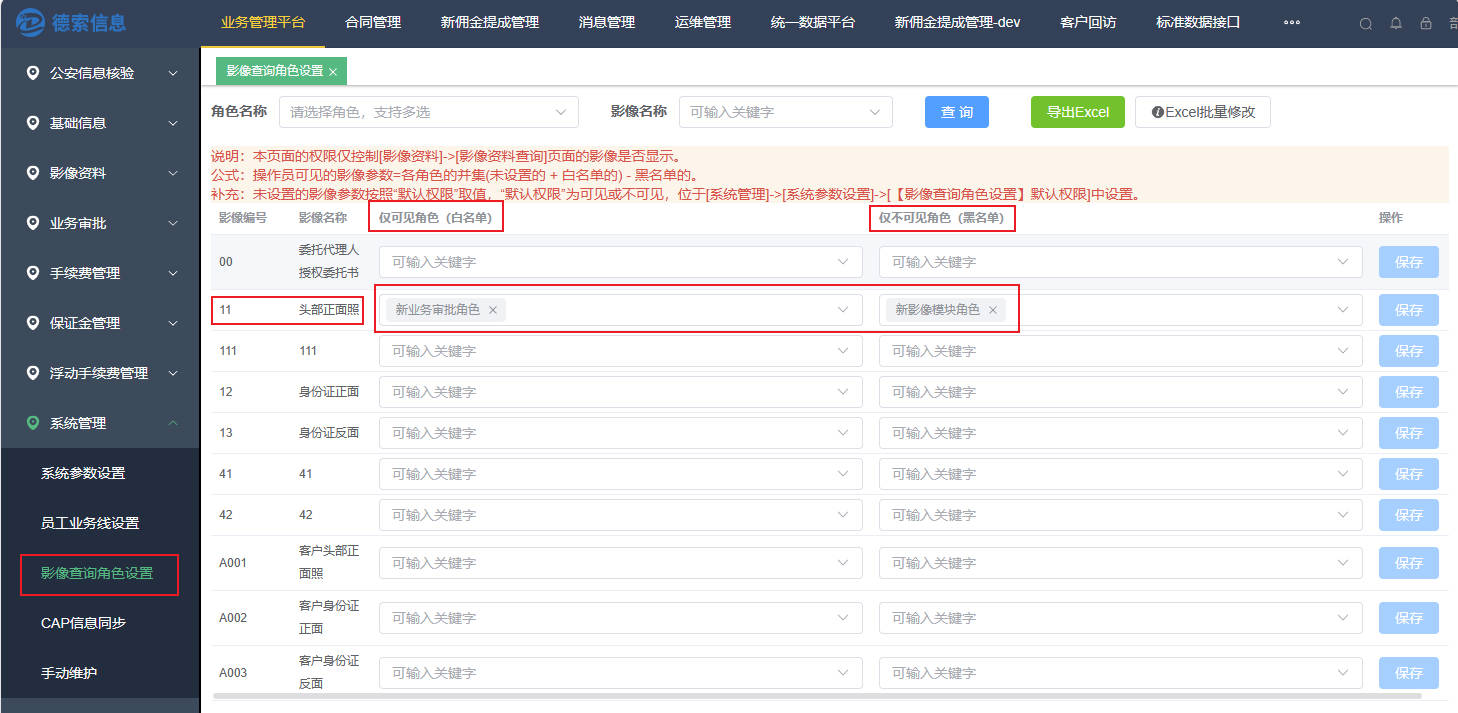 德索信息
业务管理平台 合同管理 新佣金提成管理 消息管理 运维管理 统一数据平台 新佣金提成管理-dev 客户回访 标准数据接口
公安信息核验
基础信息
影像资料
业务审批
手续费管理
保证金管理
浮动手续费管理
系统管理
系统参数设置
员工业务线设置
影像查询角色设置
CAP信息同步
手动维护
影像查询角色设置
角色名称 请选择角色，支持多选 影像名称 可输入关键字 查 询 导出Excel Excel批量修改
说明：本页面的权限仅控制[影像资料]->[影像资料查询]页面的影像是否显示。
公式：操作员可见的影像参数=各角色的并集(未设置的 + 白名单的) - 黑名单的。
补充：未设置的影像参数按照“默认权限”取值，“默认权限”为可见或不可见，位于[系统管理]->[系统参数设置]->[【影像查询角色设置】默认权限]中设置。
影像编号 影像名称 仅可见角色（白名单） 仅不可见角色（黑名单） 操作
00 委托代理人 可输入关键字 可输入关键字 保存
授权委托书
11 头部正面照 新业务审批角色 新影像模块角色 保存
111 111 可输入关键字 可输入关键字 保存
12 身份证正面 可输入关键字 可输入关键字 保存
13 身份证反面 可输入关键字 可输入关键字 保存
41 41 可输入关键字 可输入关键字 保存
42 42 可输入关键字 可输入关键字 保存
A001 客户头部正 可输入关键字 可输入关键字 保存
面照
A002 客户身份证 可输入关键字 可输入关键字 保存
正面
A003 客户身份证 可输入关键字 可输入关键字 保存
反面